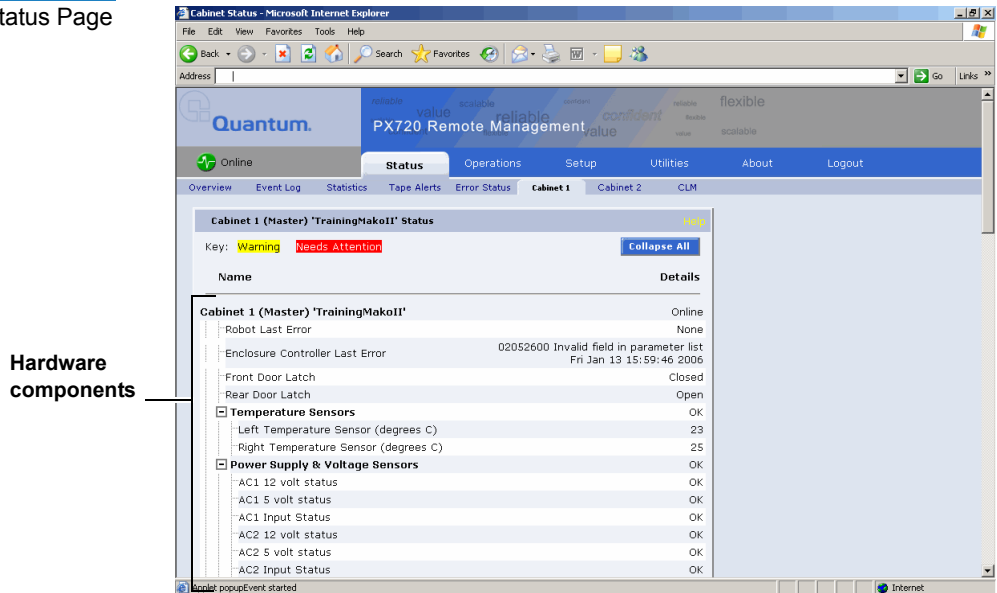 tatus Page
Cabinet Status - Microsoft Internet Explorer
File Edit View Favorites Tools Help
Back Search Favorites
Address Go Links »
Quantum.
PX720 Remote Management
reliable value scalable reliable confident value reliable flexible scalable
Online
Status Operations Setup Utilities About Logout
Overview Event Log Statistics Tape Alerts Error Status Cabinet 1 Cabinet 2 CLM
Cabinet 1 (Master) 'TrainingMakoII' Status Help
Key: Warning Needs Attention Collapse All
Name Details
Cabinet 1 (Master) 'TrainingMakoII' Online
Robot Last Error None
Enclosure Controller Last Error 02052600 Invalid field in parameter list
Fri Jan 13 15:59:46 2006
Front Door Latch Closed
Rear Door Latch Open
Temperature Sensors OK
Left Temperature Sensor (degrees C) 23
Right Temperature Sensor (degrees C) 25
Power Supply & Voltage Sensors OK
AC1 12 volt status OK
AC1 5 volt status OK
AC1 Input Status OK
AC2 12 volt status OK
AC2 5 volt status OK
AC2 Input Status OK
Hardware
components
Applet popupEvent started Internet